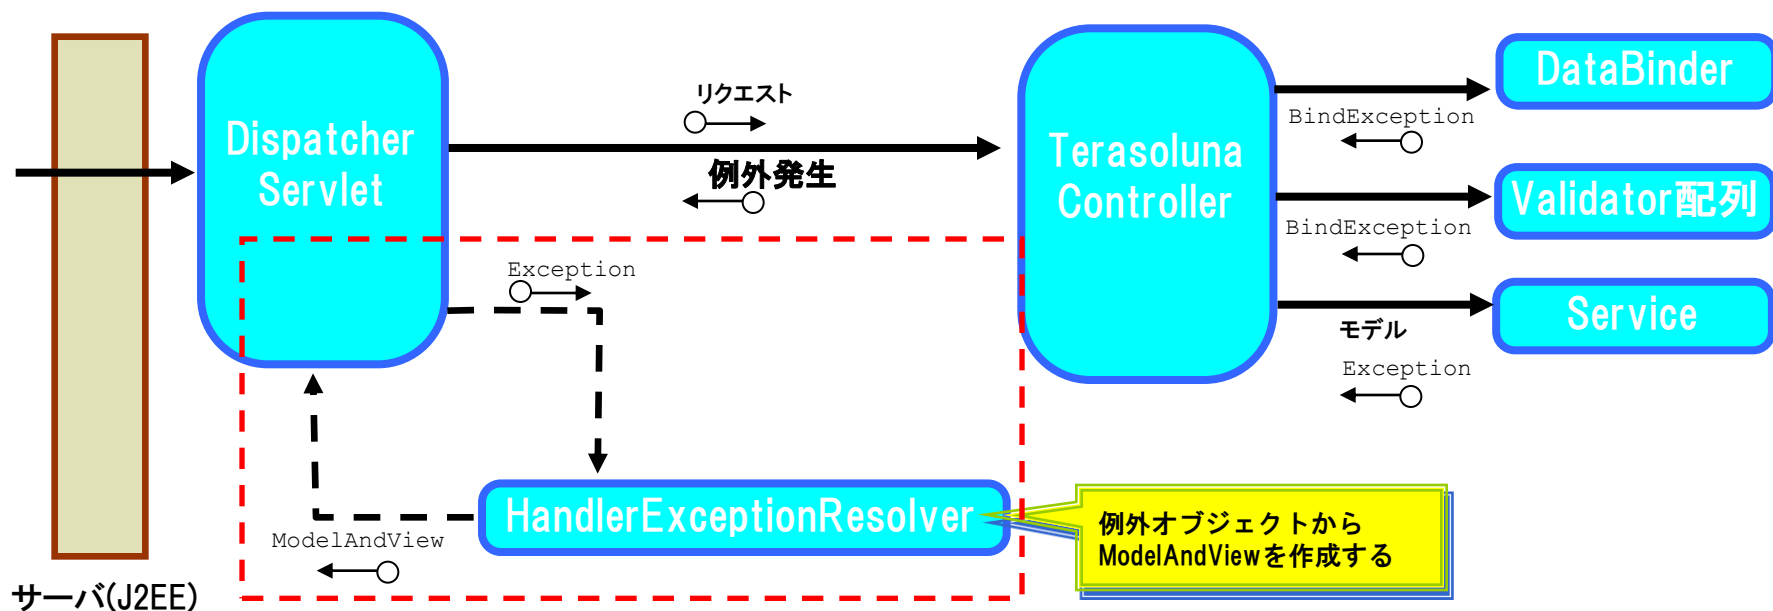 リクエスト
例外発生
Dispatcher
Servlet
Terasoluna
Controller
DataBinder
BindException
Validator配列
BindException
Service
モデル
Exception
Exception
HandlerExceptionResolver
ModelAndView
例外オブジェクトから
ModelAndViewを作成する
サーバ(J2EE)